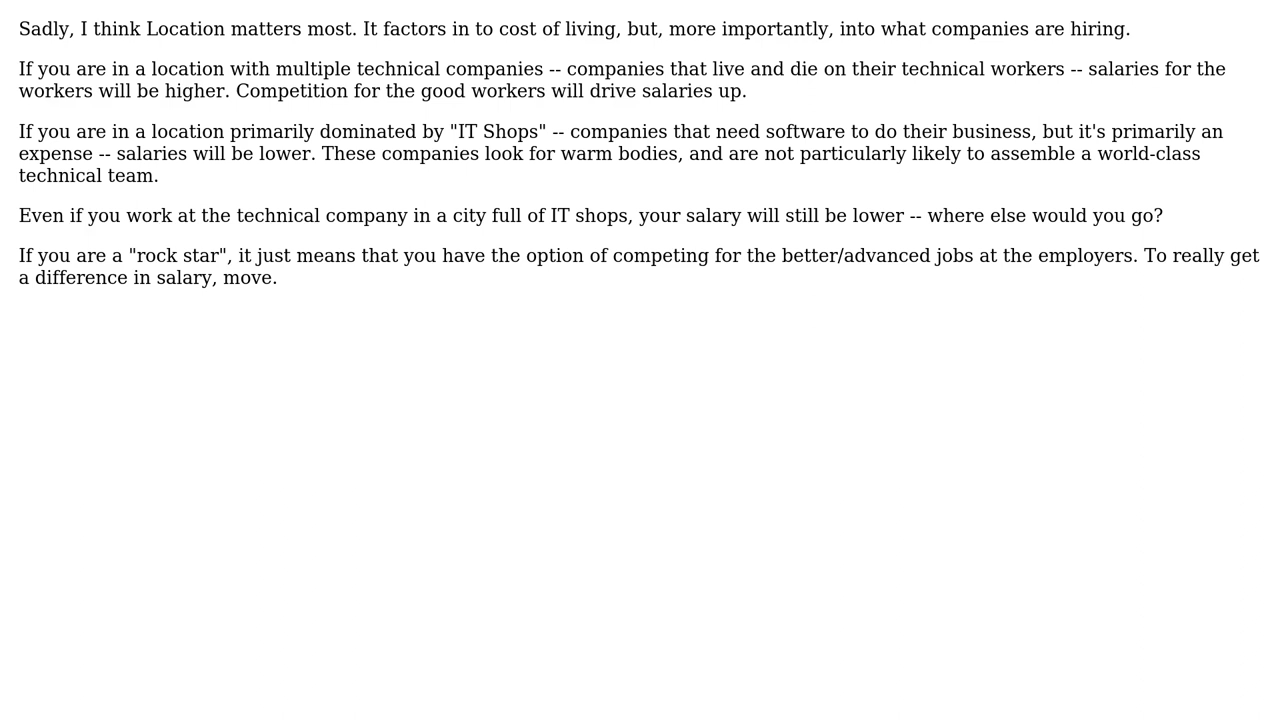 Sadly, I think Location matters most. It factors in to cost of living, but, more importantly, into what companies are hiring.
If you are in a location with multiple technical companies -- companies that live and die on their technical workers -- salaries for the
workers will be higher. Competition for the good workers will drive salaries up.
If you are in a location primarily dominated by "IT Shops" -- companies that need software to do their business, but it's primarily an
expense -- salaries will be lower. These companies look for warm bodies, and are not particularly likely to assemble a world-class
technical team.
Even if you work at the technical company in a city full of IT shops, your salary will still be lower -- where else would you go?
If you are a "rock star", it just means that you have the option of competing for the better/advanced jobs at the employers. To really get
a difference in salary, move.